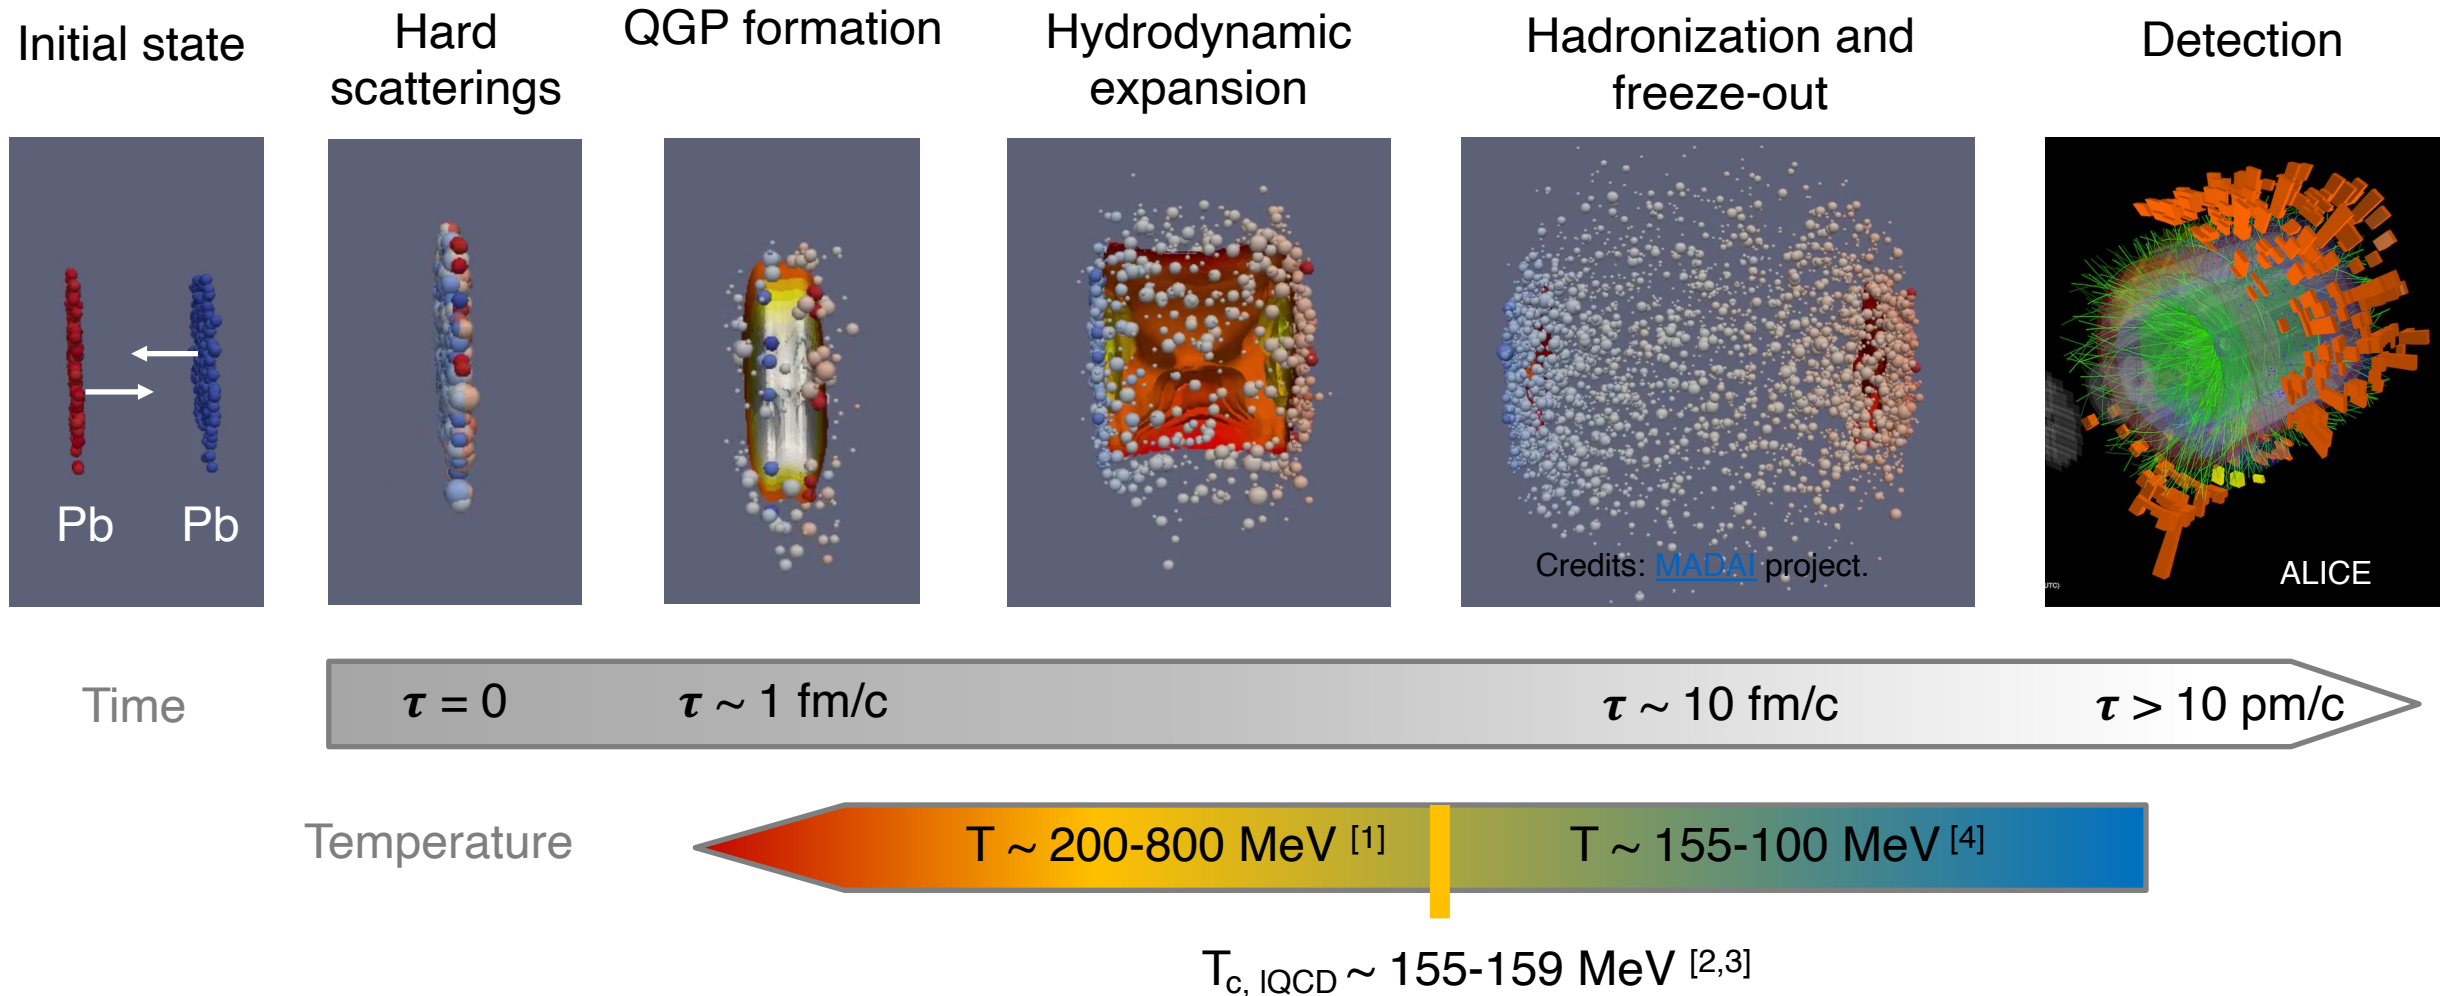 Initial state
Hard
scatterings
QGP formation
Hydrodynamic
expansion
Hadronization and
freeze-out
Detection
Pb
Pb
Credits: MADAI project.
ALICE
UTC)
Time
τ = 0
τ ~ 1 fm/c
τ ~ 10 fm/c
τ > 10 pm/c
Temperature
T ~ 200-800 MeV [1]
T ~ 155-100 MeV [4]
Tc, lQCD ~ 155-159 MeV [2,3]